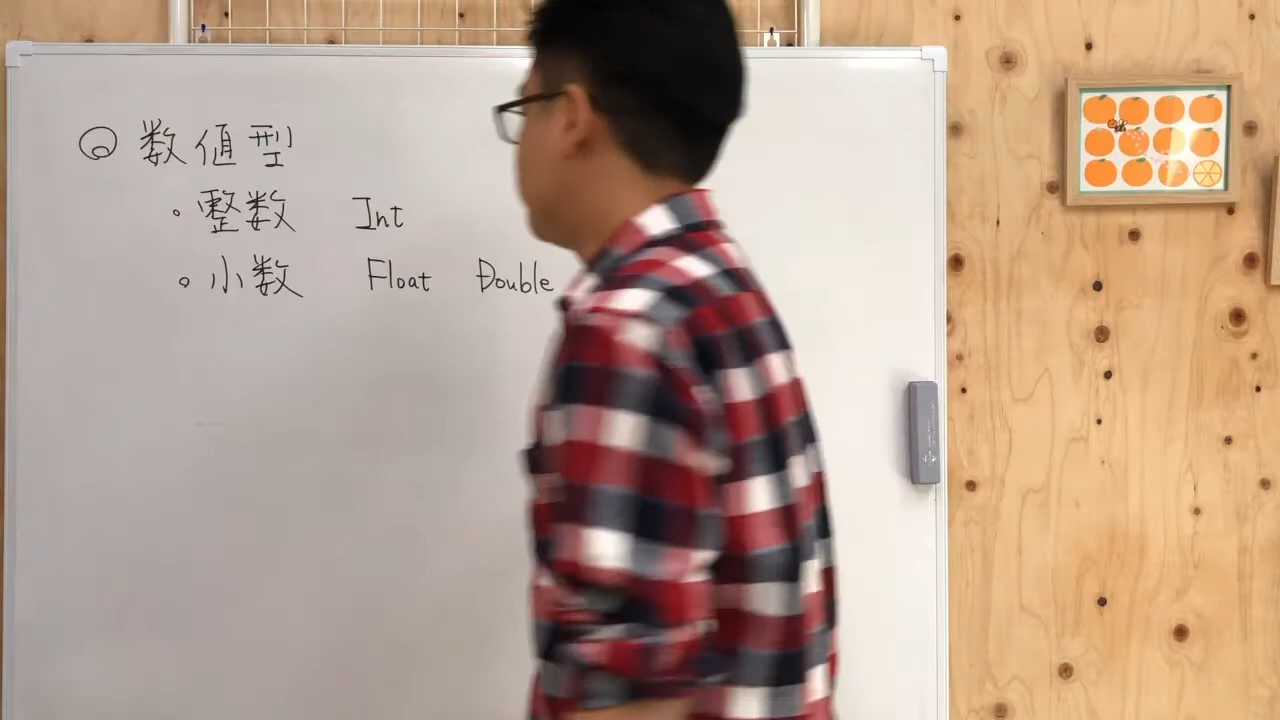 ◎ 数値型
・整数 Int
・小数 Float Double